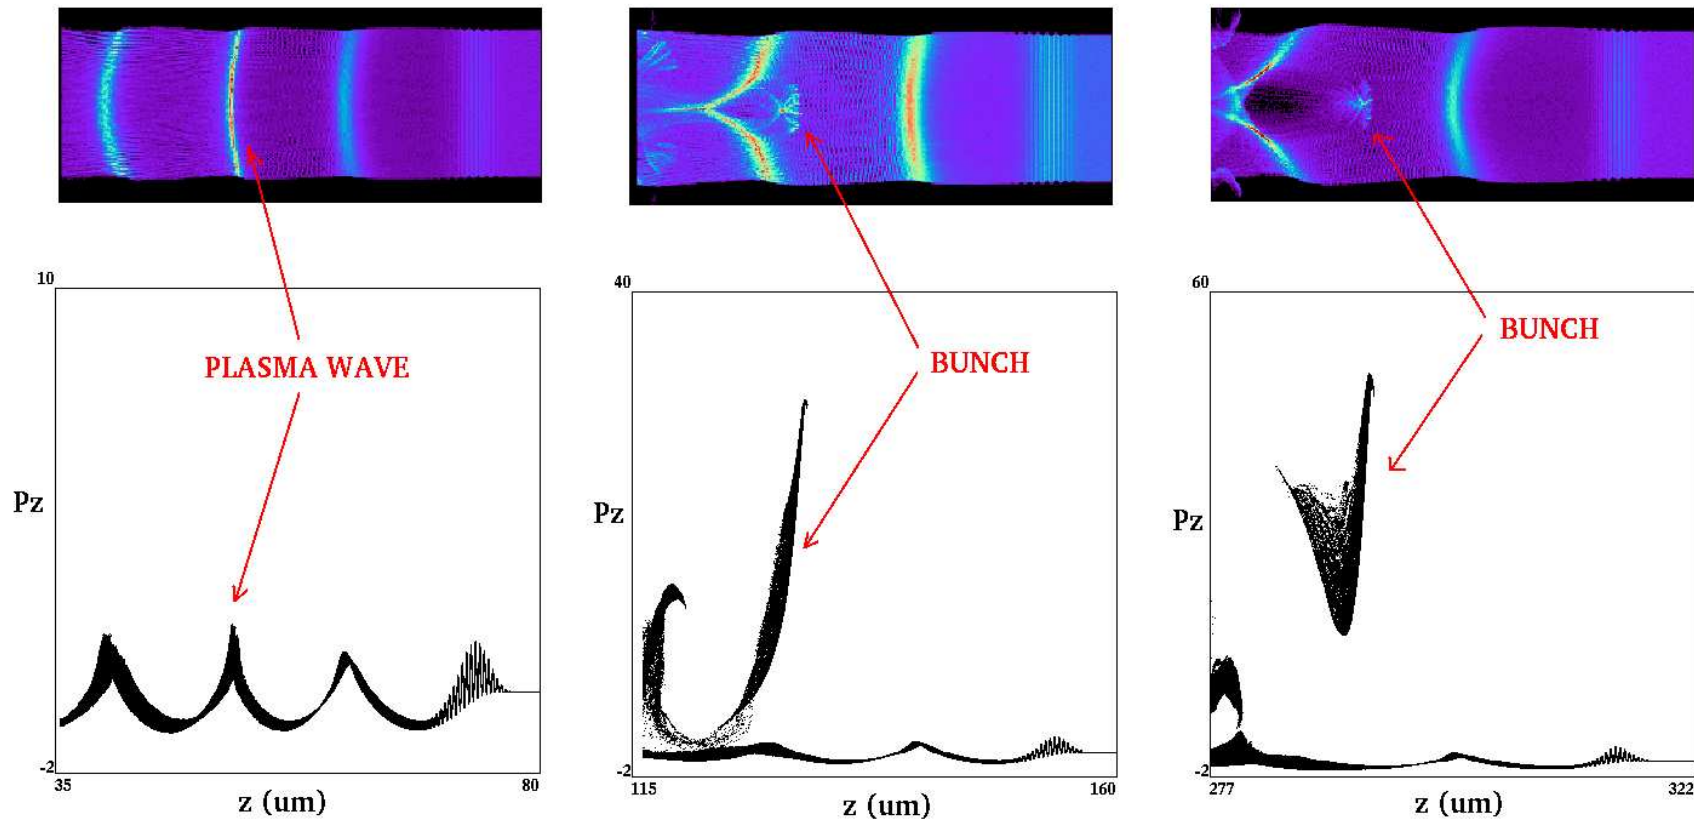 10
PLASMA WAVE
Pz
-2
35
80
z (um)
40
BUNCH
Pz
-2
115
160
z (um)
60
BUNCH
Pz
-2
277
322
z (um)